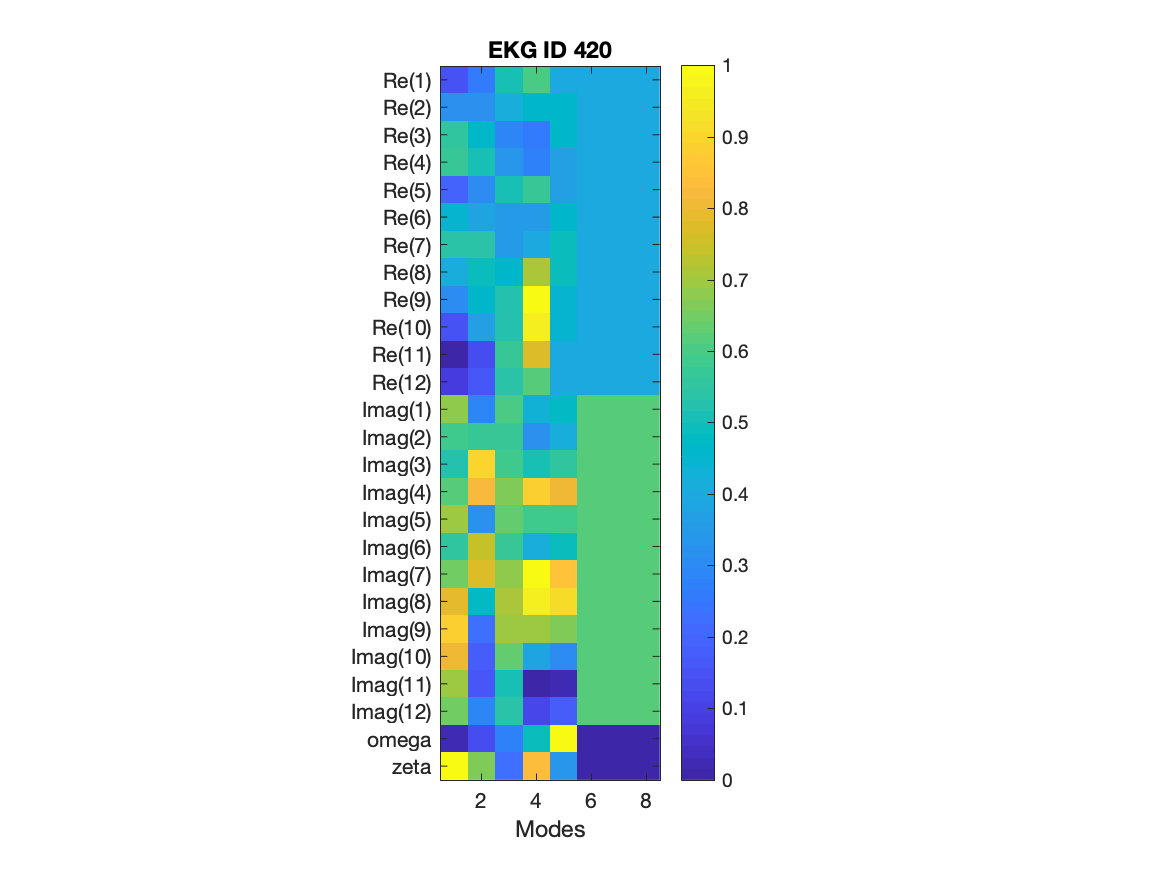 EKG ID 420
Re(1)
Re(2)
Re(3)
Re(4)
Re(5)
Re(6)
Re(7)
Re(8)
Re(9)
Re(10)
Re(11)
Re(12)
Imag(1)
Imag(2)
Imag(3)
Imag(4)
Imag(5)
Imag(6)
Imag(7)
Imag(8)
Imag(9)
Imag(10)
Imag(11)
Imag(12)
omega
zeta
2 4 6 8
Modes
1
0.9
0.8
0.7
0.6
0.5
0.4
0.3
0.2
0.1
0